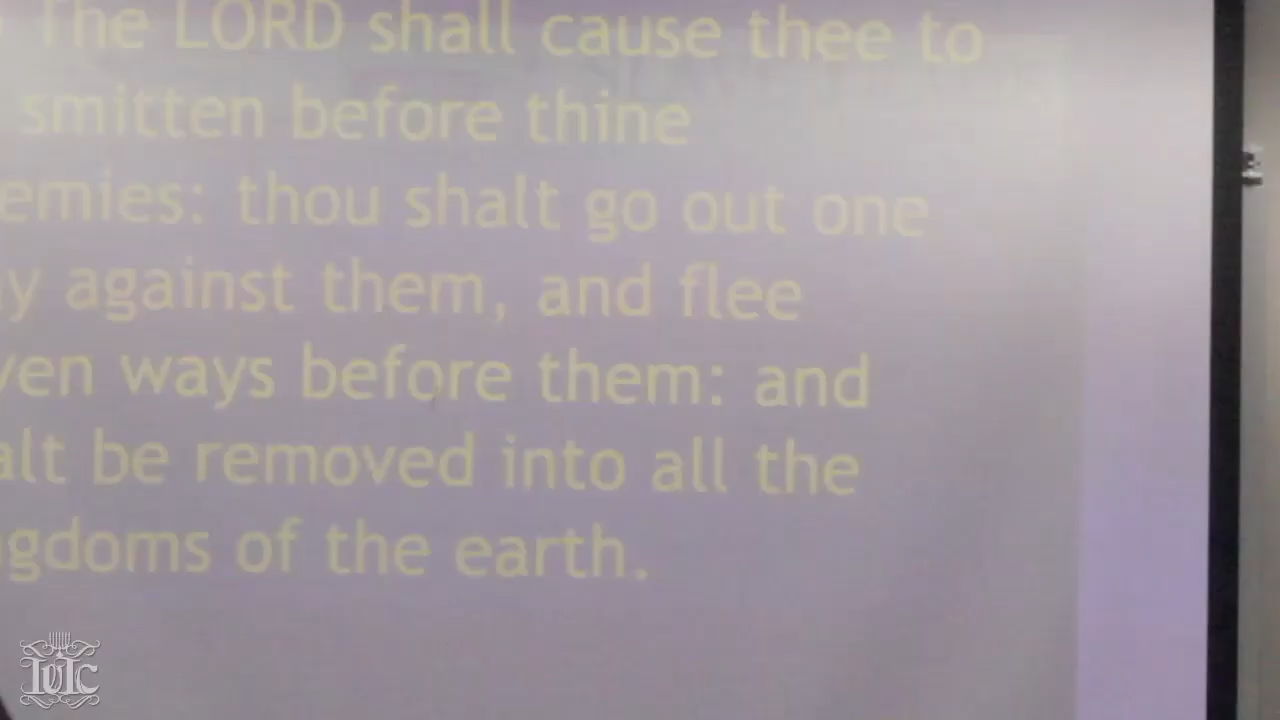 The LORD shall cause thee to
smitten before thine
emies: thou shalt go out one
y against them, and flee
ven ways before them: and
alt be removed into all the
gdoms of the earth.
IUIC